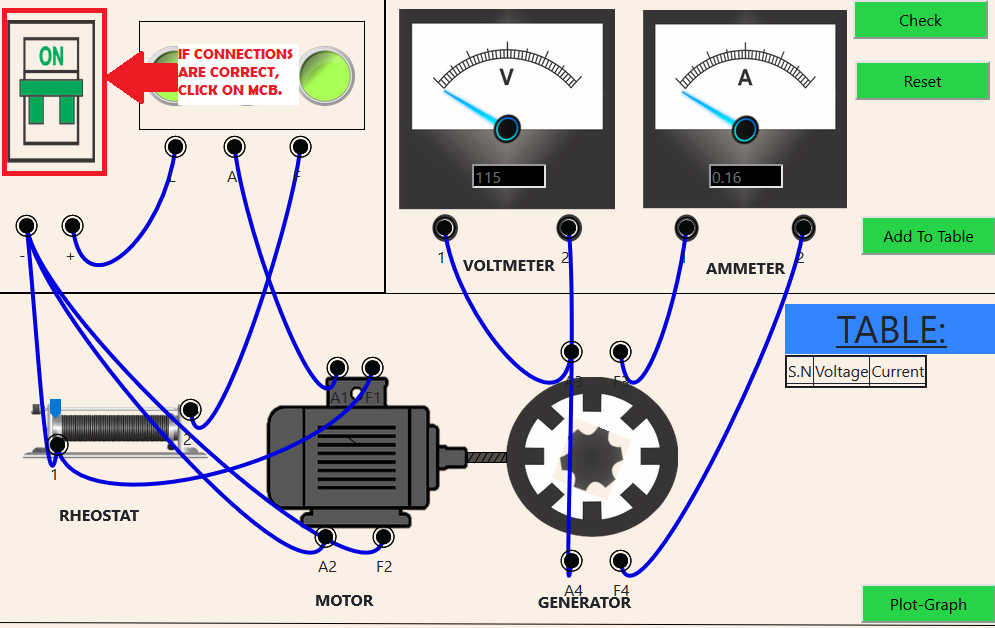 ON
IF CONNECTIONS
ARE CORRECT,
CLICK ON MCB.
L
A
F
-
+
V
115
A
0.16
Check
Reset
Add To Table
1
VOLTMETER
2
1
AMMETER
2
TABLE:
S.N Voltage Current
A3
F3
A1
F1
1
2
RHEOSTAT
A2
F2
MOTOR
A4
F4
GENERATOR
Plot-Graph